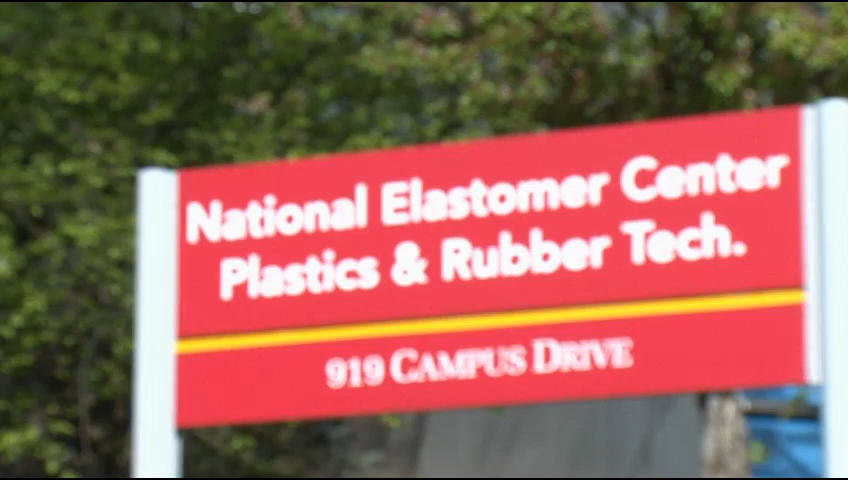 National Elastomer Center
Plastics & Rubber Tech.
919 CAMPUS DRIVE